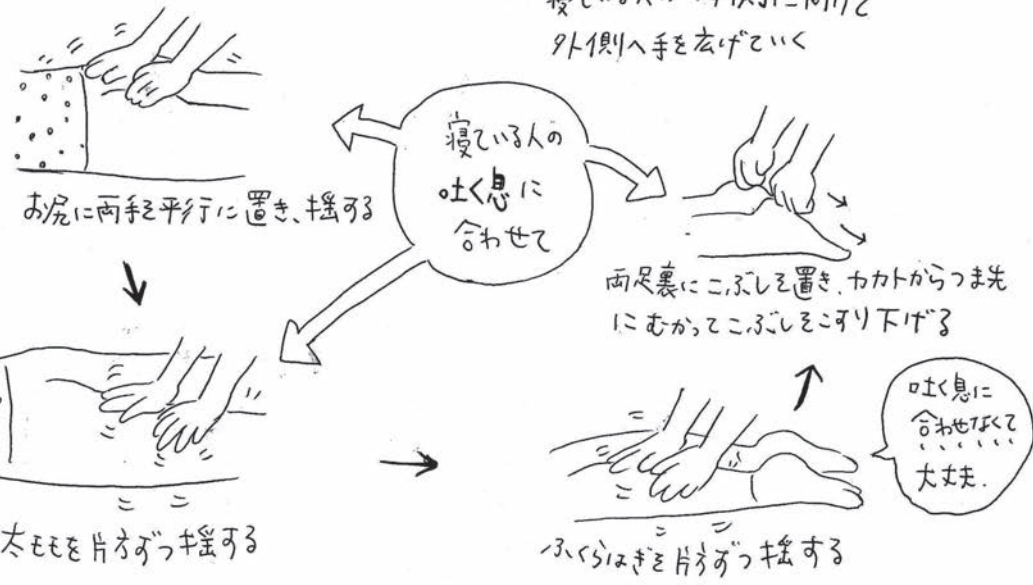 外側へ手を広げていく
寝ている人の
吐く息に
合わせて
お尻に両手を平行に置き、揺する
両足裏にこぶしを置き、カカトからつま先
にむかってこぶしをこすり下げる
吐く息に
合わせなくて
大丈夫.
太モモを片方ずつ揺する
ふくらはぎを片方ずつ揺する